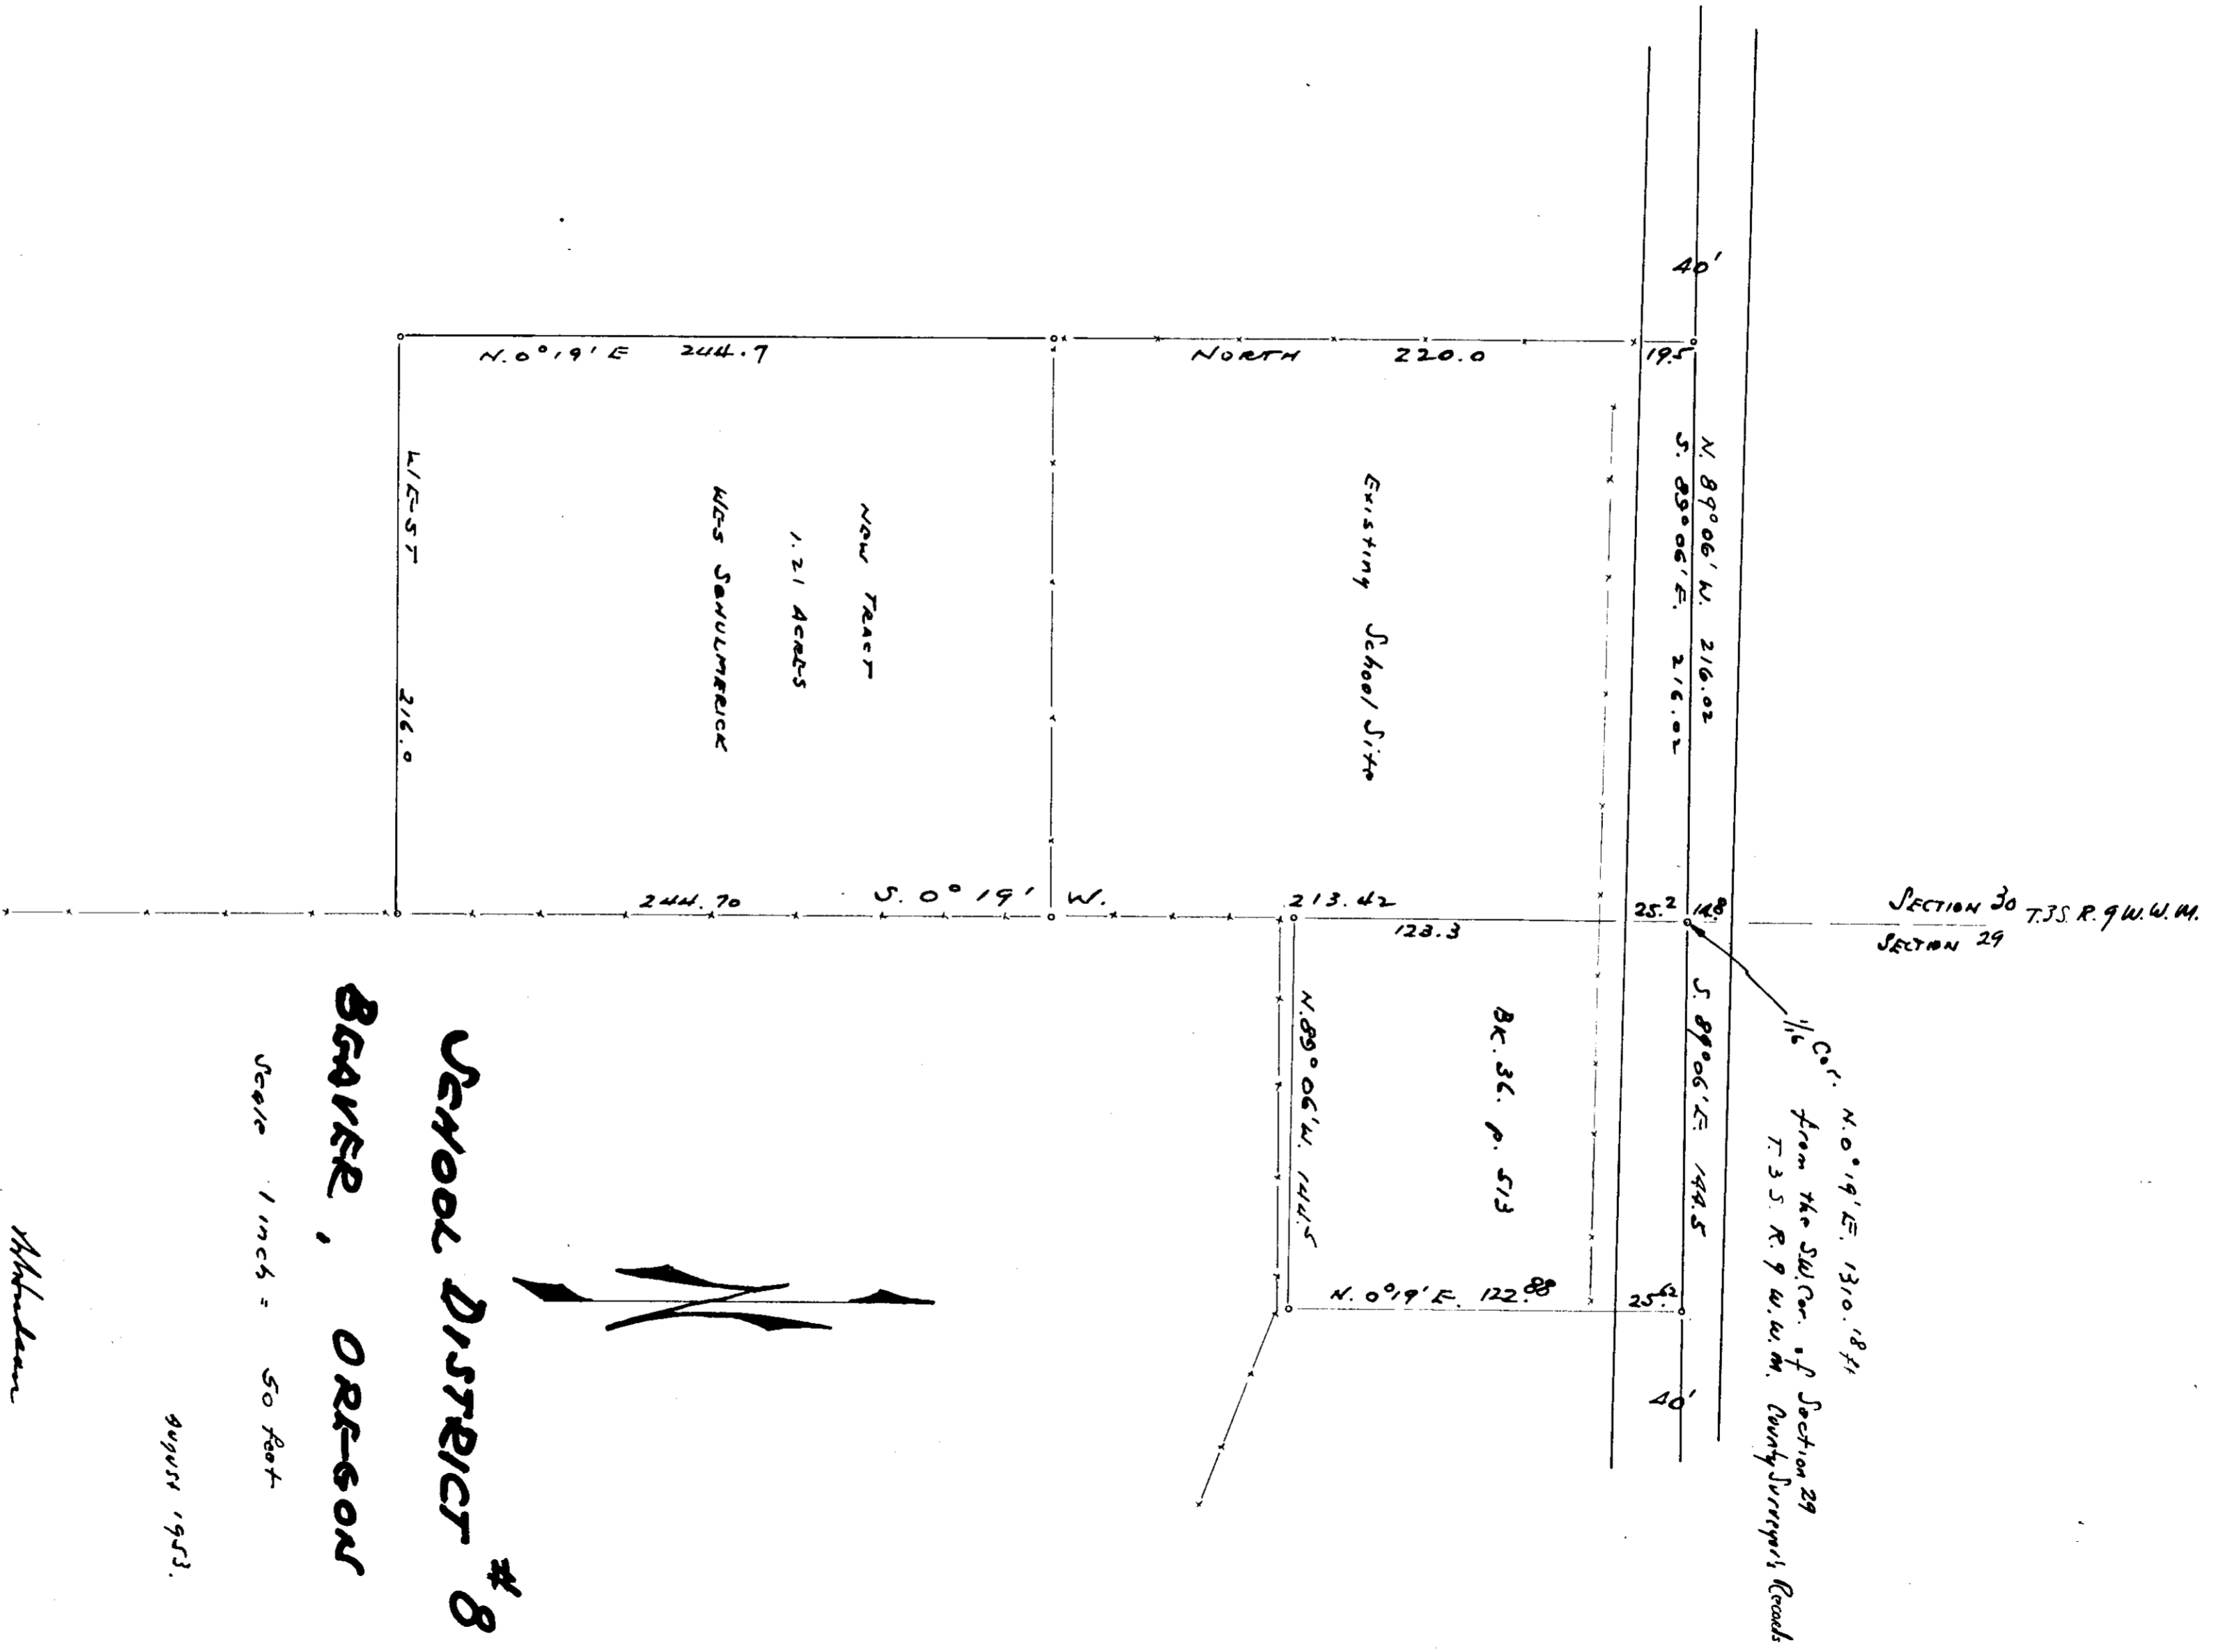 40'
N. 0° 19' E 244.7
NORTH 220.0
19.5
N. 89° 06' W. 216.02
S. 89° 06' E. 216.02
Existing School Site
NEW TRACT
1.21 ACRES
WEST 216.0
244.70 S. 0° 19' W.
213.42
123.3
25.2
14.8
SECTION 30
T.3S. R.9W. W.M.
SECTION 29
1/16 Cor. N. 0° 19' E. 1310.18 ft
from the SW. Cor. of Section 29
T. 3 S. R. 9 W. W. M. County Surveyor's Records
S. 89° 06' E. 144.5
BK. 36. p. 513
N. 89° 06' W. 144.5
N. 0° 19' E. 122.88
25.62
40'
SCHOOL DISTRICT #8
BEAVER, OREGON
Scale 1 inch = 50 feet
August 1953.